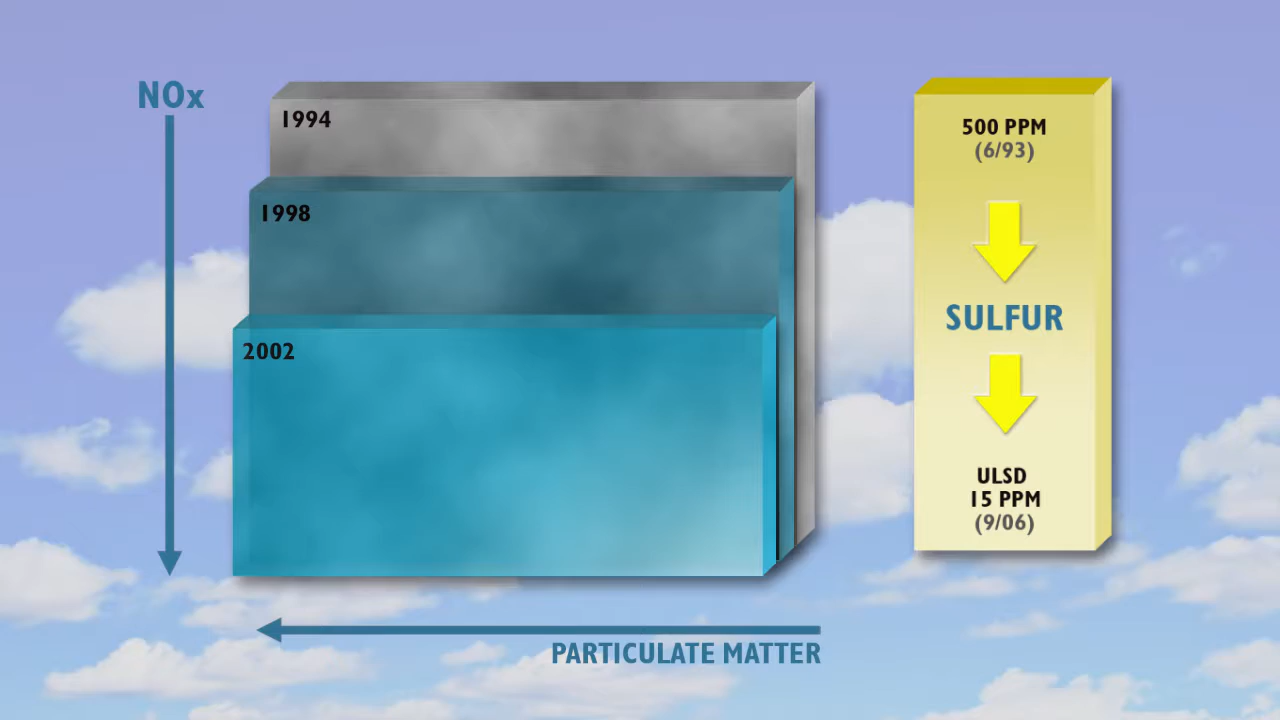 NOx
1994
1998
2002
PARTICULATE MATTER
500 PPM
(6/93)
SULFUR
ULSD
15 PPM
(9/06)